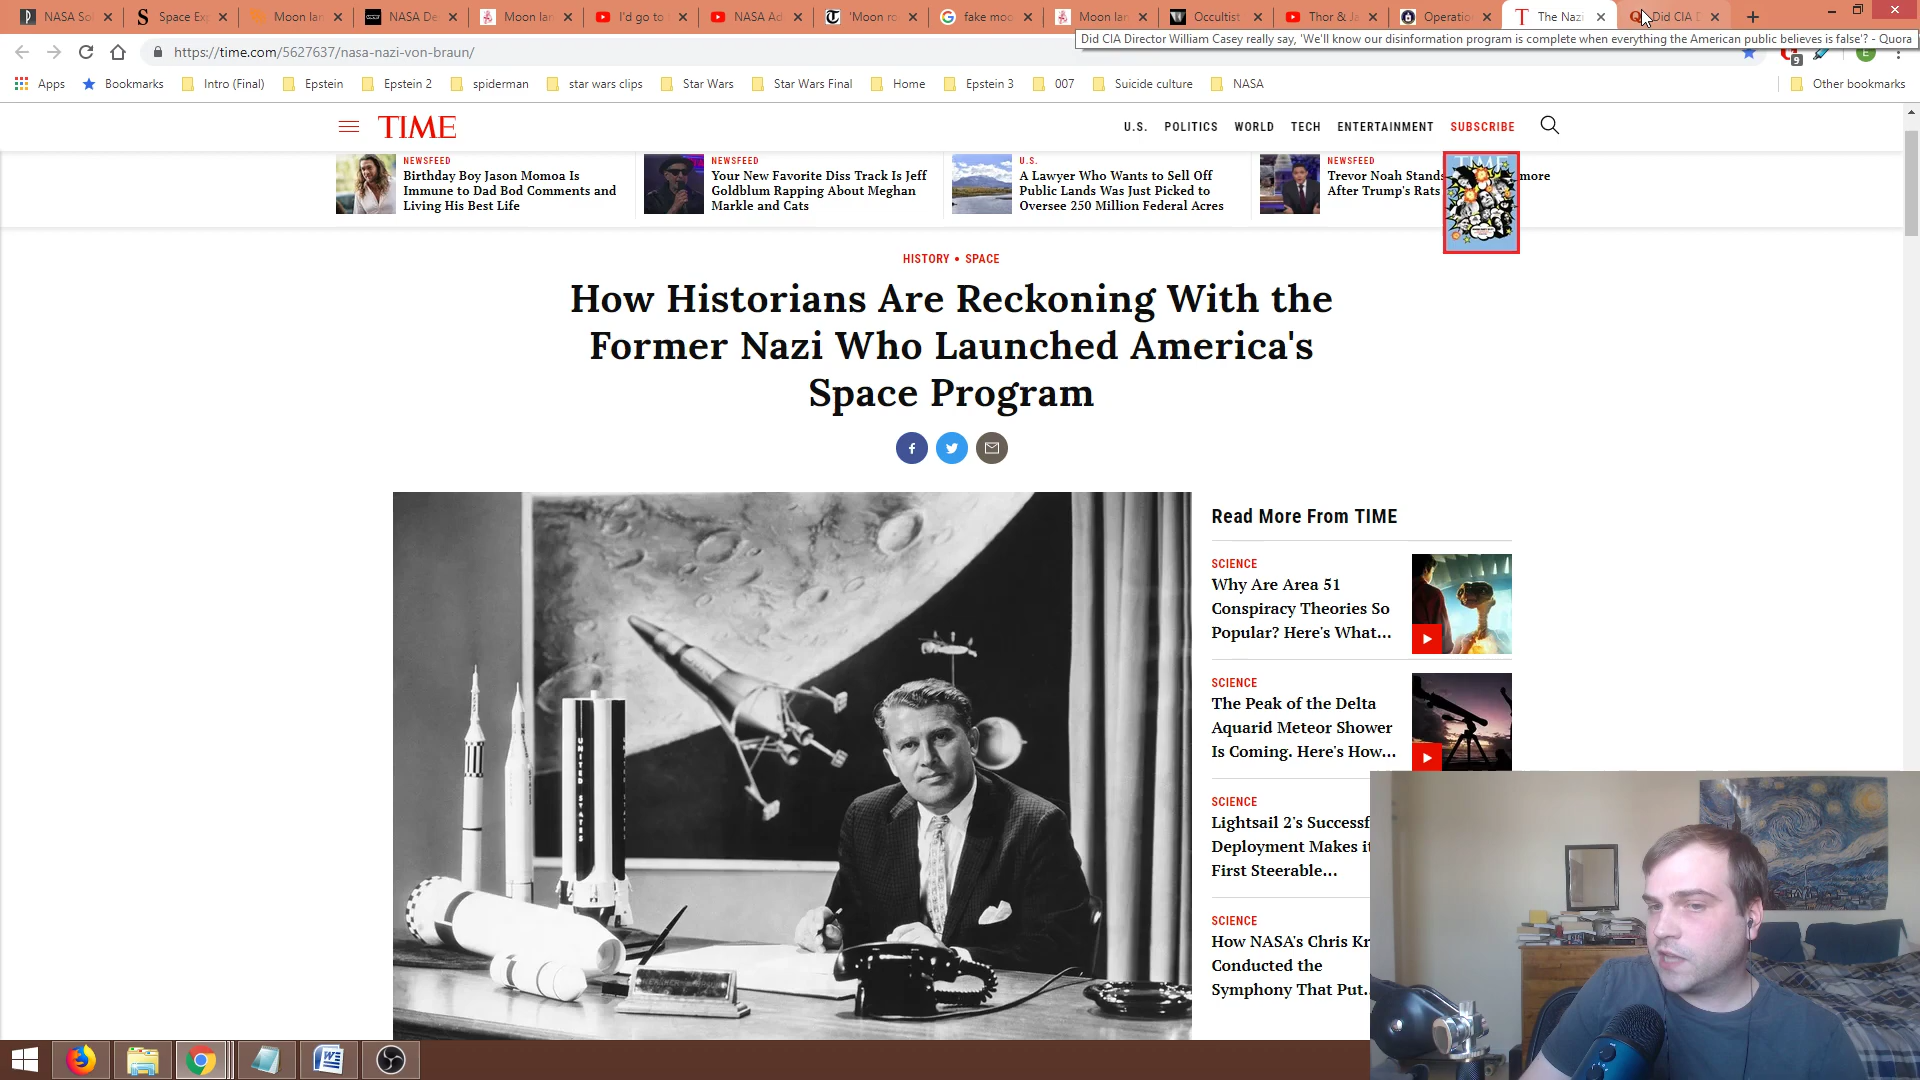 NASA Sol
Space Ex
Moon lan
NASA De
Moon lan
I'd go to
NASA Ad
'Moon ro
fake moo
Moon lan
Occultist
Thor & Ja
Operatio
The Nazi
Did CIA D
Did CIA Director William Casey really say, 'We'll know our disinformation program is complete when everything the American public believes is false'? - Quora
https://time.com/5627637/nasa-nazi-von-braun/
9
E
Apps
Bookmarks
Intro (Final)
Epstein
Epstein 2
spiderman
star wars clips
Star Wars
Star Wars Final
Home
Epstein 3
007
Suicide culture
NASA
Other bookmarks
TIME
U.S.
POLITICS
WORLD
TECH
ENTERTAINMENT
SUBSCRIBE
NEWSFEED
Birthday Boy Jason Momoa Is
Immune to Dad Bod Comments and
Living His Best Life
NEWSFEED
Your New Favorite Diss Track Is Jeff
Goldblum Rapping About Meghan
Markle and Cats
U.S.
A Lawyer Who Wants to Sell Off
Public Lands Was Just Picked to
Oversee 250 Million Federal Acres
NEWSFEED
Trevor Noah Stands more
After Trump's Rats
TIME
HISTORY • SPACE
How Historians Are Reckoning With the
Former Nazi Who Launched America's
Space Program
UNITED STATES
Read More From TIME
SCIENCE
Why Are Area 51
Conspiracy Theories So
Popular? Here's What...
SCIENCE
The Peak of the Delta
Aquarid Meteor Shower
Is Coming. Here's How...
SCIENCE
Lightsail 2's Successf
Deployment Makes it
First Steerable...
SCIENCE
How NASA's Chris Kr
Conducted the
Symphony That Put...